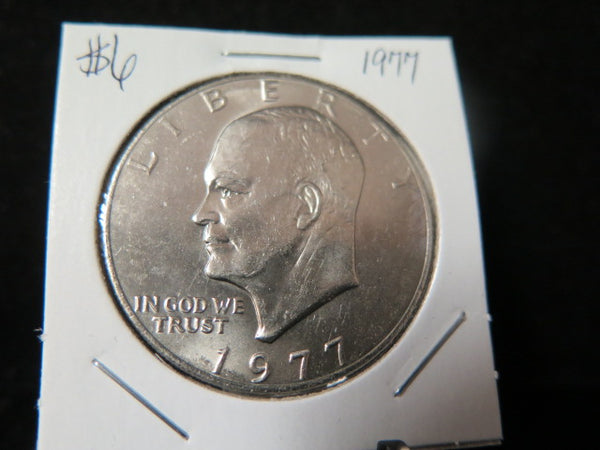 $6 1977
LIBERTY
IN GOD WE
TRUST
1977